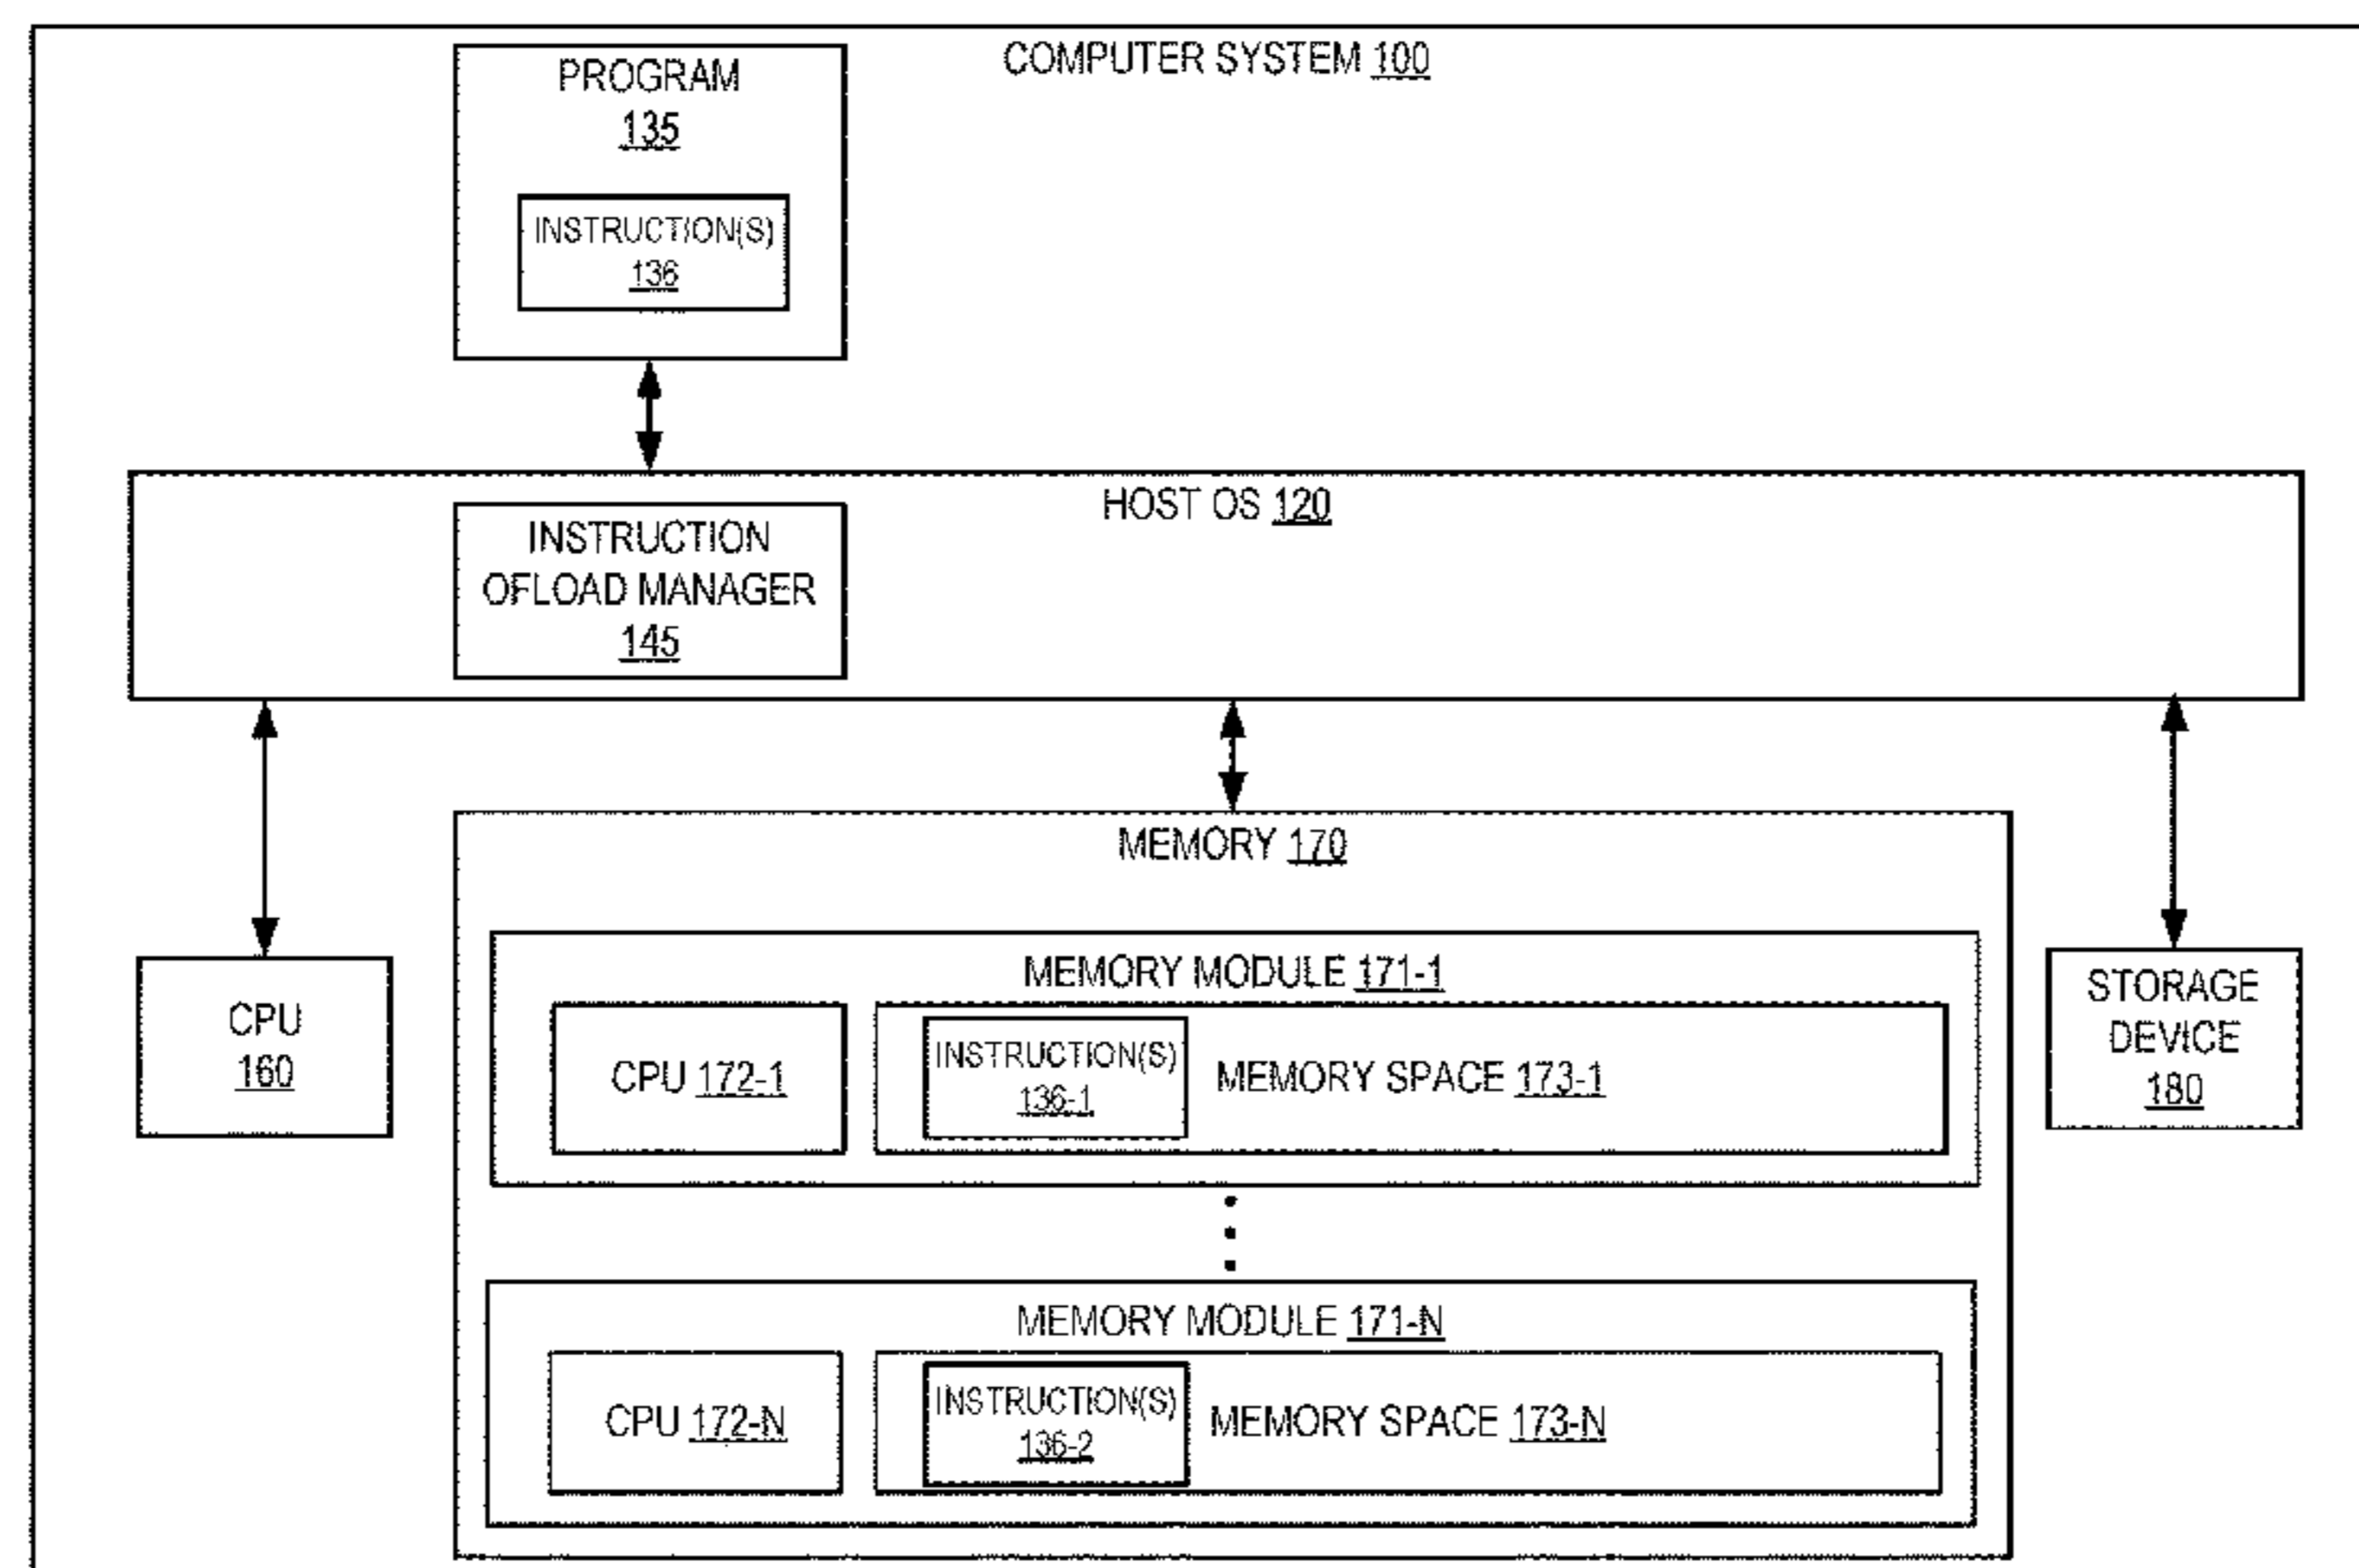 COMPUTER SYSTEM 100
PROGRAM
135
INSTRUCTION(S)
136
HOST OS 120
INSTRUCTION
OFLOAD MANAGER
145
MEMORY 170
CPU
160
MEMORY MODULE 171-1
CPU 172-1
INSTRUCTION(S)
136-1
MEMORY SPACE 173-1
STORAGE
DEVICE
180
MEMORY MODULE 171-N
CPU 172-N
INSTRUCTION(S)
136-2
MEMORY SPACE 173-N